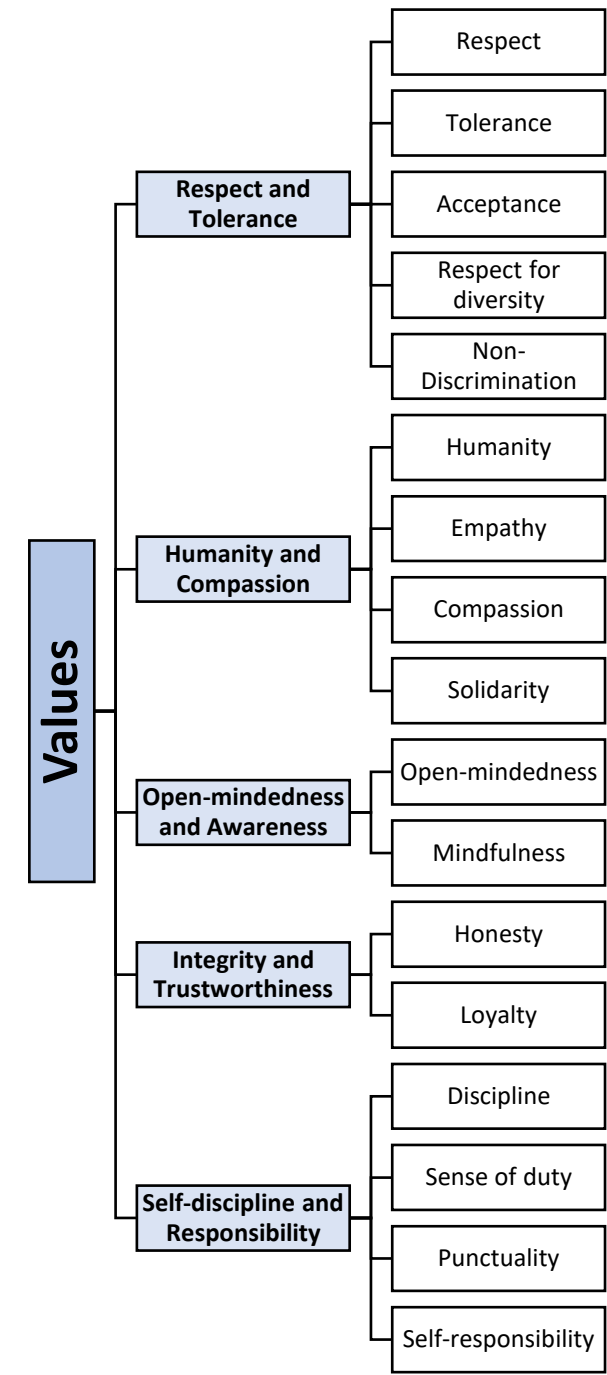 Values
Respect and
Tolerance
Respect
Tolerance
Acceptance
Respect for
diversity
Non-
Discrimination
Humanity and
Compassion
Humanity
Empathy
Compassion
Solidarity
Open-mindedness
and Awareness
Open-mindedness
Mindfulness
Integrity and
Trustworthiness
Honesty
Loyalty
Self-discipline and
Responsibility
Discipline
Sense of duty
Punctuality
Self-responsibility